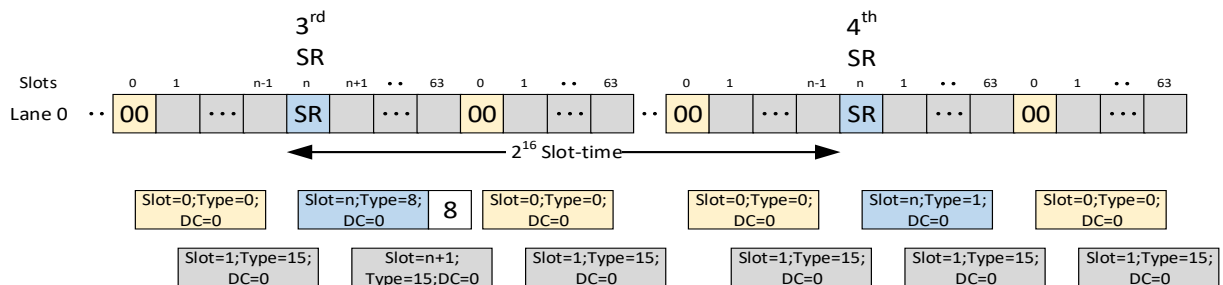 3rd 4th
SR SR
Slots 0 1 n-1 n n+1 •• 63 0 1 •• 63 0 1 n-1 n 1 •• 63 0 1 •• 63
Lane 0 •• 00 ••• SR ••• 00 ••• •• 00 ••• SR ••• 00 •••
2^16 Slot-time
Slot=0;Type=0; Slot=n;Type=8; 8 Slot=0;Type=0; Slot=0;Type=0; Slot=n;Type=1; Slot=0;Type=0;
DC=0 DC=0 DC=0 DC=0 DC=0 DC=0
Slot=1;Type=15; Slot=n+1; Slot=1;Type=15; Slot=1;Type=15; Slot=1;Type=15; Slot=1;Type=15;
DC=0 Type=15;DC=0 DC=0 DC=0 DC=0 DC=0